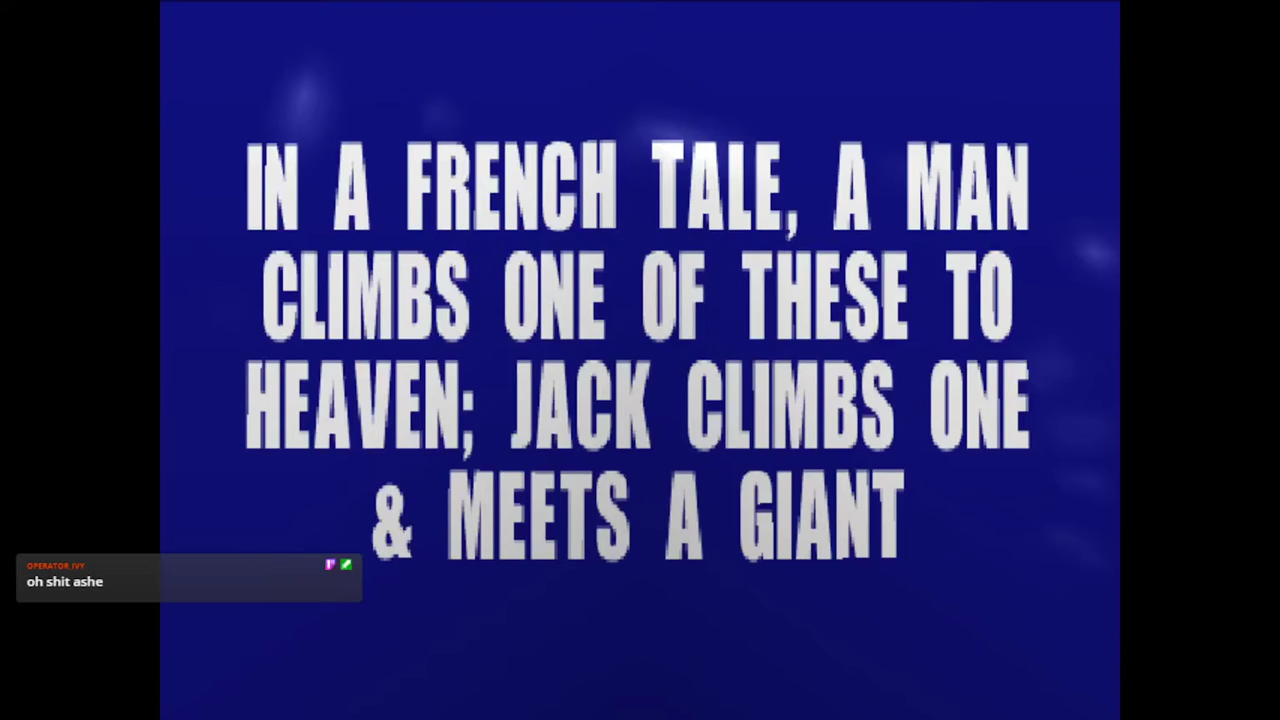 IN A FRENCH TALE, A MAN
CLIMBS ONE OF THESE TO
HEAVEN; JACK CLIMBS ONE
& MEETS A GIANT
OPERATOR_IVY
oh shit ashe